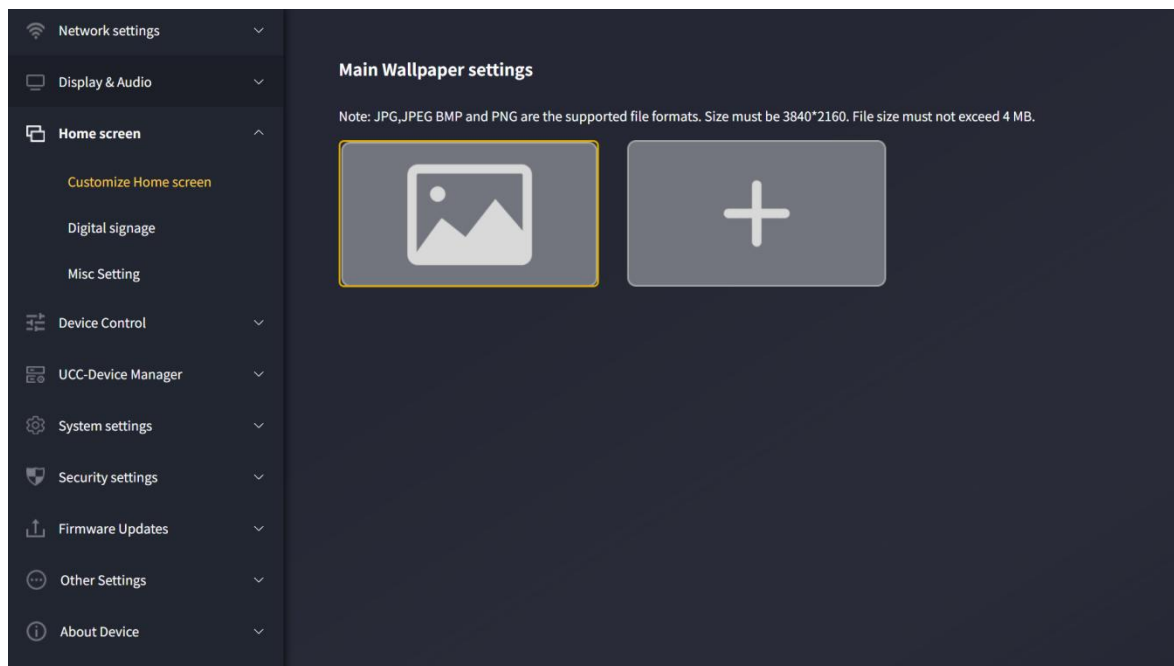 Network settings
Display & Audio
Home screen
Customize Home screen
Digital signage
Misc Setting
Device Control
UCC-Device Manager
System settings
Security settings
Firmware Updates
Other Settings
About Device
Main Wallpaper settings
Note: JPG,JPEG BMP and PNG are the supported file formats. Size must be 3840*2160. File size must not exceed 4 MB.